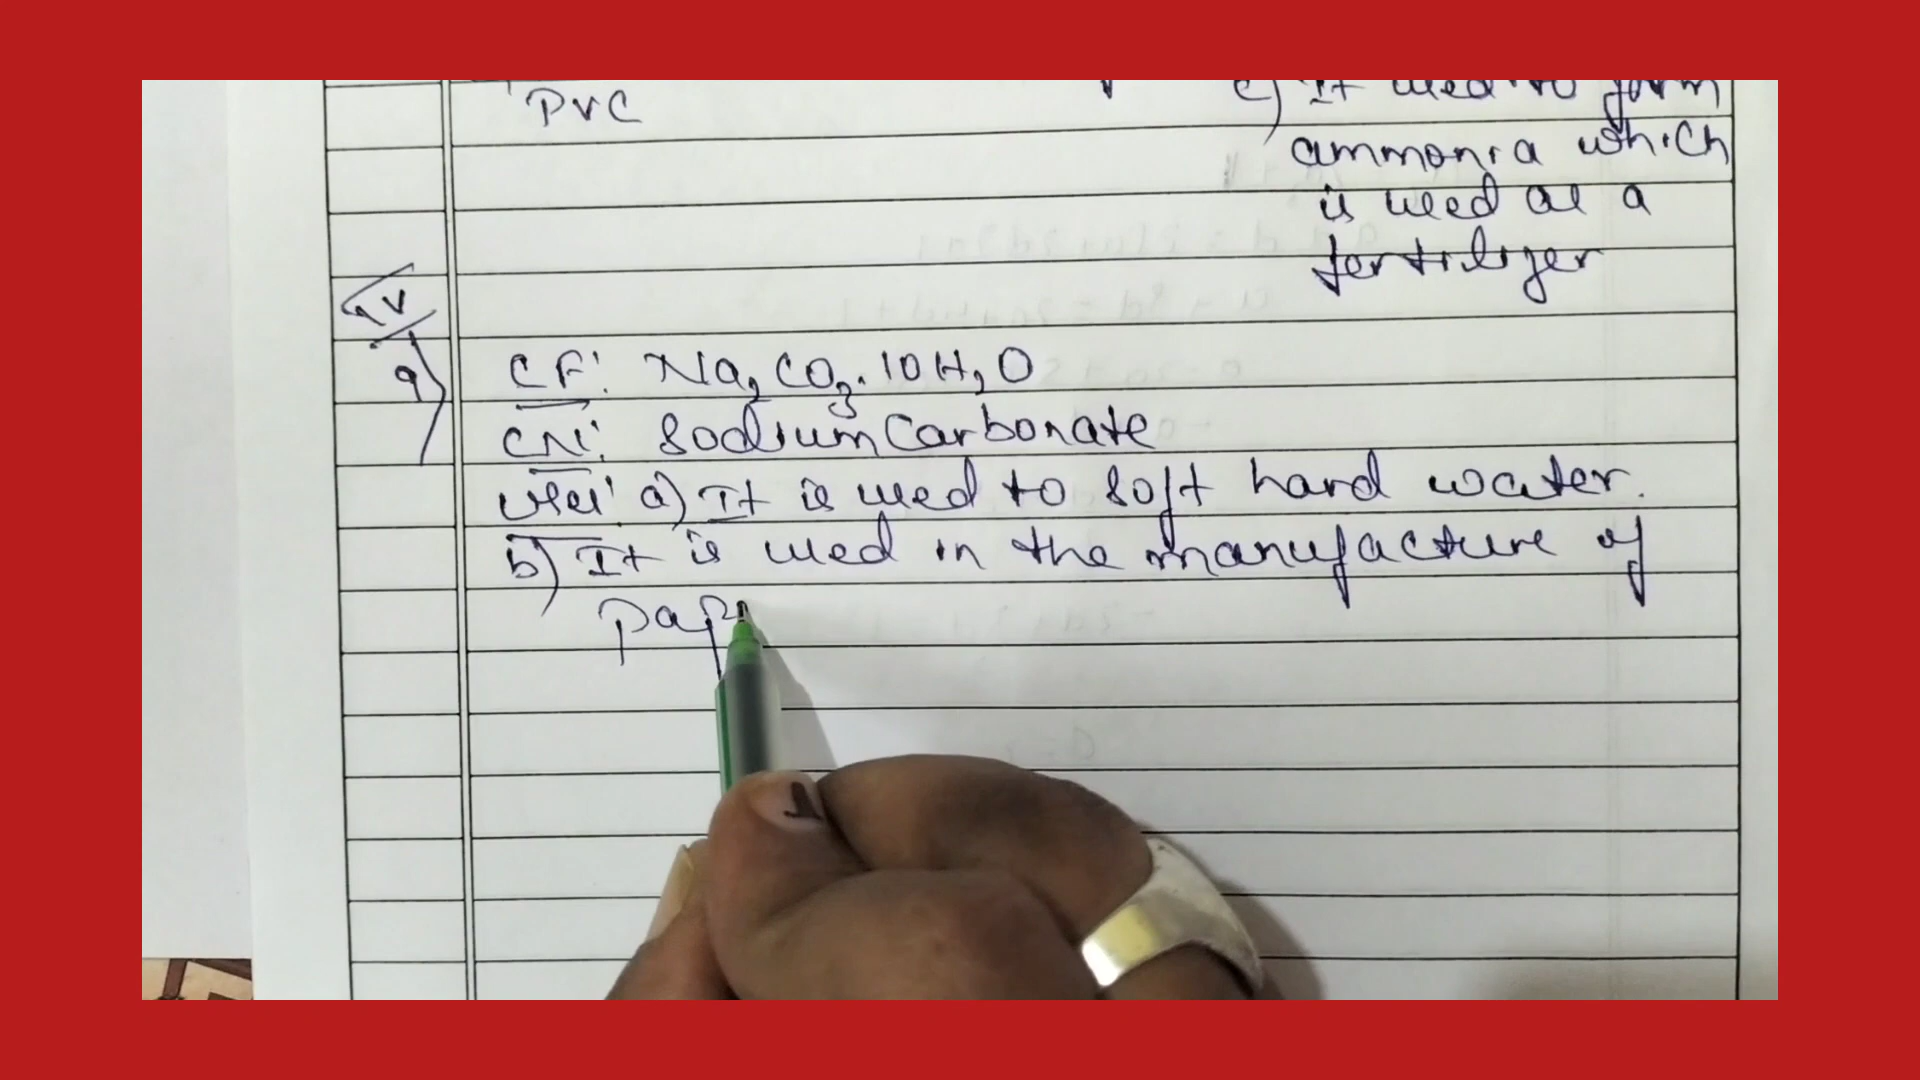 PVC
c) It used to form
ammonia which
is used as a
fertilizer
IV
9)
CF: Na2CO3.10H2O
CN: Sodium Carbonate
Uses: a) It is used to soft hard water.
b) It is used in the manufacture of
pap